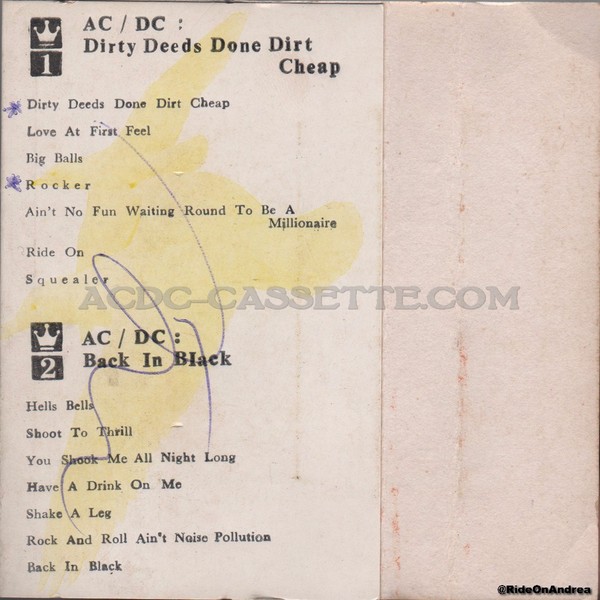 AC / DC :
1
Dirty Deeds Done Dirt
Cheap
Dirty Deeds Done Dirt Cheap
Love At First Feel
Big Balls
Rocker
Ain't No Fun Waiting Round To Be A
Millionaire
Ride On
Squealer
ACDC-CASSETTE.COM
AC / DC :
2
Back In Black
Hells Bells
Shoot To Thrill
You Shook Me All Night Long
Have A Drink On Me
Shake A Leg
Rock And Roll Ain't Noise Pollution
Back In Black
@RideOnAndrea